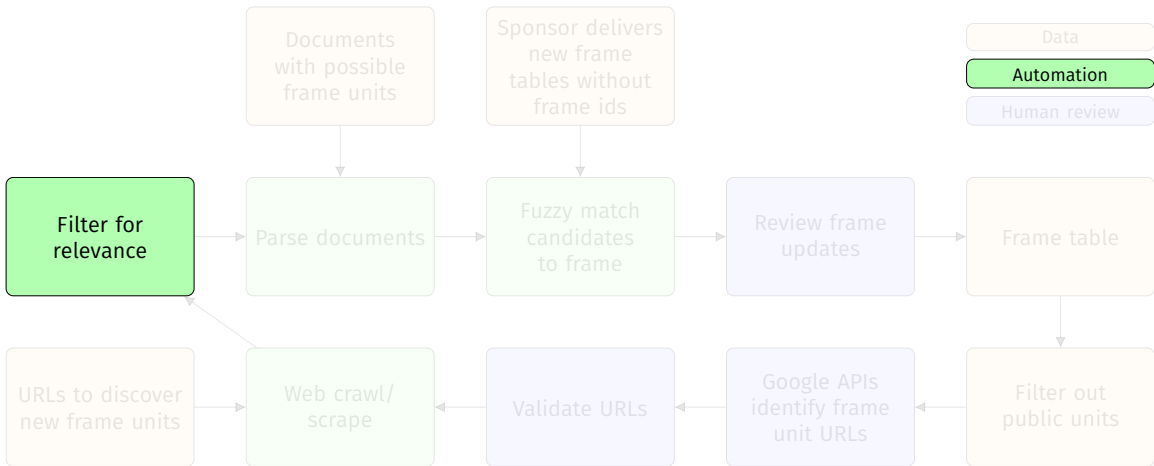 Documents
with possible
frame units
Sponsor delivers
new frame
tables without
frame ids
Data
Automation
Human review
Filter for
relevance
Parse documents
Fuzzy match
candidates
to frame
Review frame
updates
Frame table
URLs to discover
new frame units
Web crawl/
scrape
Validate URLs
Google APIs
identify frame
unit URLs
Filter out
public units